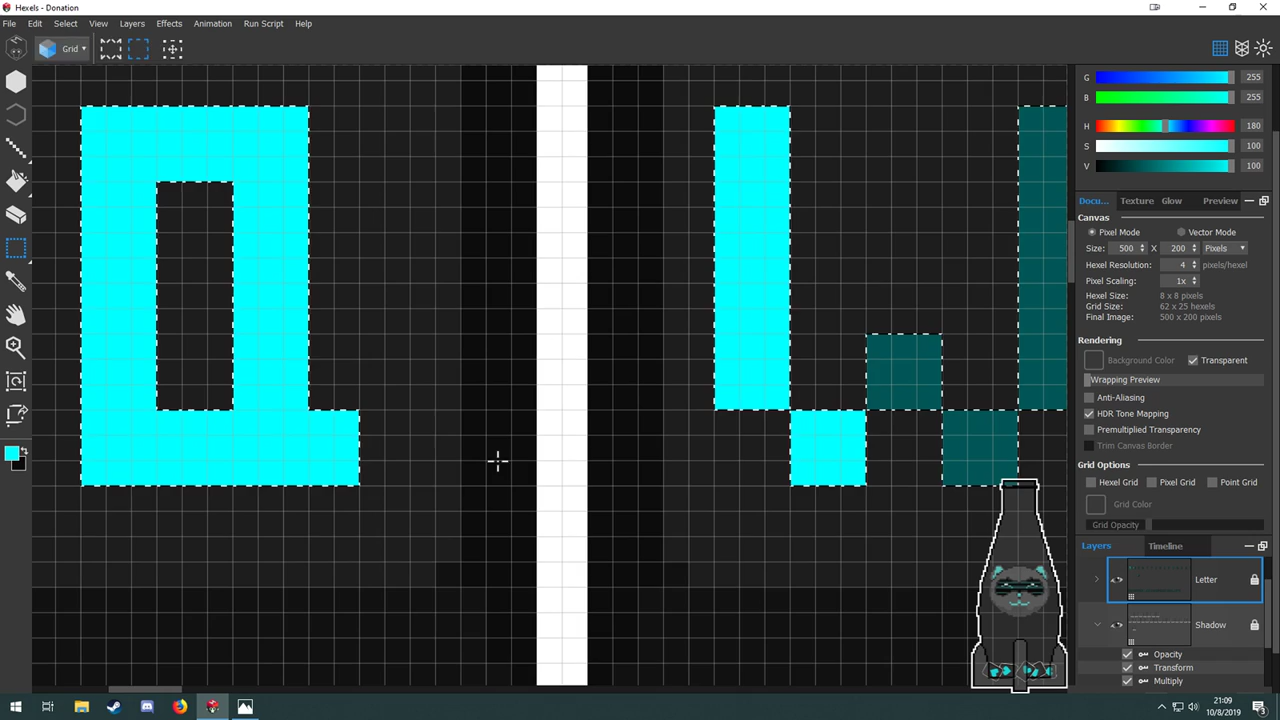 Hexels - Donation
File Edit Select View Layers Effects Animation Run Script Help
Grid
G 255
B 255
H 180
S 100
V 100
Docu... Texture Glow Preview
Canvas
Pixel Mode Vector Mode
Size: 500 X 200 Pixels
Hexel Resolution: 4 pixels/hexel
Pixel Scaling: 1x
Hexel Size: 8 x 8 pixels
Grid Size: 62 x 25 hexels
Final Image: 500 x 200 pixels
Rendering
Background Color Transparent
Wrapping Preview
Anti-Aliasing
HDR Tone Mapping
Premultiplied Transparency
Trim Canvas Border
Grid Options
Hexel Grid Pixel Grid Point Grid
Grid Color
Grid Opacity
Layers Timeline
Letter
Shadow
Opacity
Transform
Multiply
21:09
10/8/2019
3